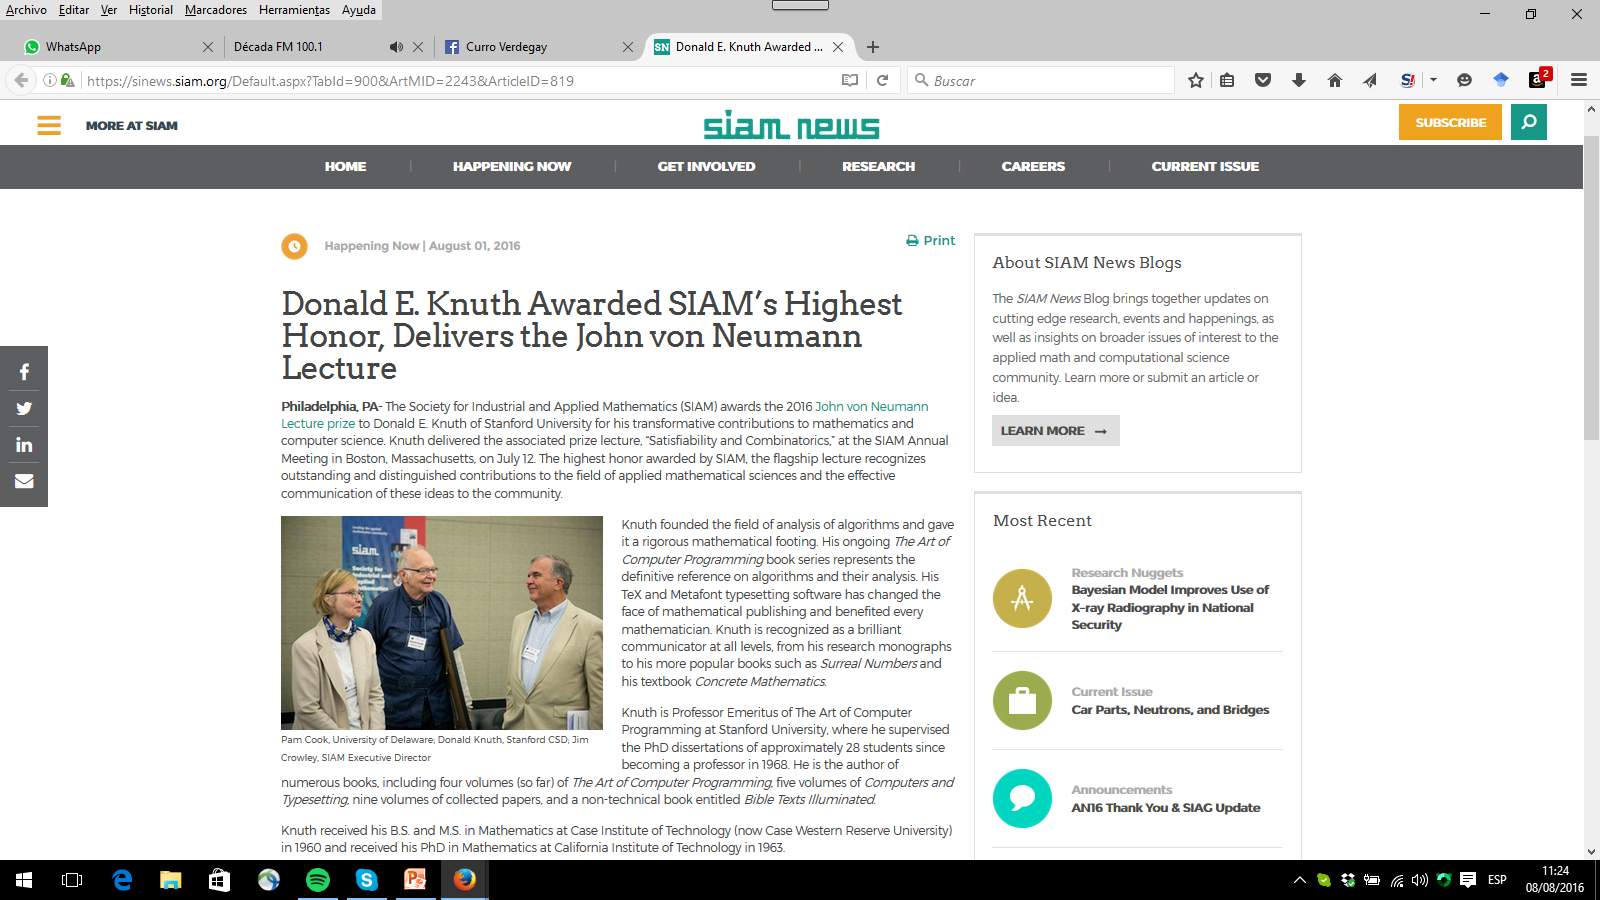 Archivo Editar Ver Historial Marcadores Herramientas Ayuda
WhatsApp
Década FM 100.1
Curro Verdegay
SN Donald E. Knuth Awarded ...
https://sinews.siam.org/Default.aspx?TabId=900&ArtMID=2243&ArticleID=819
Buscar
S!
a 2
MORE AT SIAM
siam news
SUBSCRIBE
HOME
HAPPENING NOW
GET INVOLVED
RESEARCH
CAREERS
CURRENT ISSUE
Happening Now | August 01, 2016
Print
Donald E. Knuth Awarded SIAM's Highest
Honor, Delivers the John von Neumann
Lecture
Philadelphia, PA- The Society for Industrial and Applied Mathematics (SIAM) awards the 2016 John von Neumann
Lecture prize to Donald E. Knuth of Stanford University for his transformative contributions to mathematics and
computer science. Knuth delivered the associated prize lecture, "Satisfiability and Combinatorics," at the SIAM Annual
Meeting in Boston, Massachusetts, on July 12. The highest honor awarded by SIAM, the flagship lecture recognizes
outstanding and distinguished contributions to the field of applied mathematical sciences and the effective
communication of these ideas to the community.
siam
Society for
Industrial and
Applied
Mathematics
Pam Cook, University of Delaware; Donald Knuth, Stanford CSD; Jim
Crowley, SIAM Executive Director
Knuth founded the field of analysis of algorithms and gave
it a rigorous mathematical footing. His ongoing The Art of
Computer Programming book series represents the
definitive reference on algorithms and their analysis. His
TeX and Metafont typesetting software has changed the
face of mathematical publishing and benefited every
mathematician. Knuth is recognized as a brilliant
communicator at all levels, from his research monographs
to his more popular books such as Surreal Numbers and
his textbook Concrete Mathematics.
Knuth is Professor Emeritus of The Art of Computer
Programming at Stanford University, where he supervised
the PhD dissertations of approximately 28 students since
becoming a professor in 1968. He is the author of
numerous books, including four volumes (so far) of The Art of Computer Programming, five volumes of Computers and
Typesetting, nine volumes of collected papers, and a non-technical book entitled Bible Texts Illuminated.
Knuth received his B.S. and M.S. in Mathematics at Case Institute of Technology (now Case Western Reserve University)
in 1960 and received his PhD in Mathematics at California Institute of Technology in 1963.
About SIAM News Blogs
The SIAM News Blog brings together updates on
cutting edge research, events and happenings, as
well as insights on broader issues of interest to the
applied math and computational science
community. Learn more or submit an article or
idea.
LEARN MORE →
Most Recent
Research Nuggets
Bayesian Model Improves Use of
X-ray Radiography in National
Security
Current Issue
Car Parts, Neutrons, and Bridges
Announcements
AN16 Thank You & SIAG Update
ESP
11:24
08/08/2016